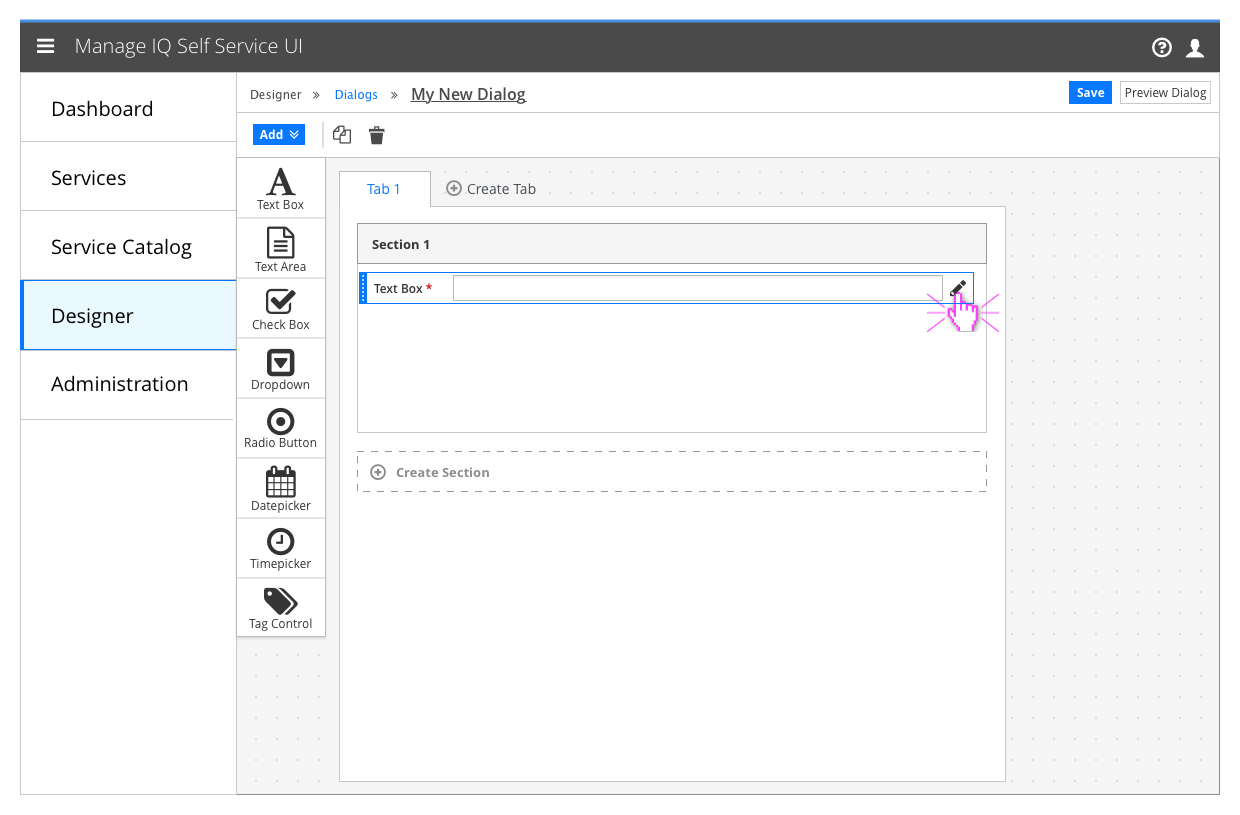 Manage IQ Self Service UI
Dashboard
Services
Service Catalog
Designer
Administration
Designer » Dialogs » My New Dialog
Save
Preview Dialog
Add
Text Box
Text Area
Check Box
Dropdown
Radio Button
Datepicker
Timepicker
Tag Control
Tab 1
Create Tab
Section 1
Text Box *
Create Section